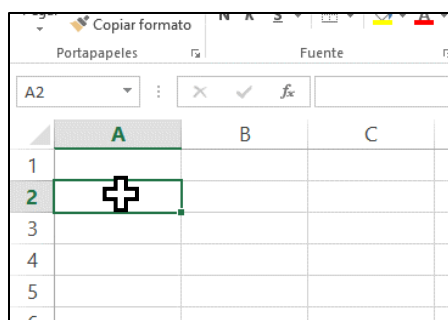 Copiar formato
N K S A
Portapapeles Fuente
A2 fx
A B C
1
2
3
4
5